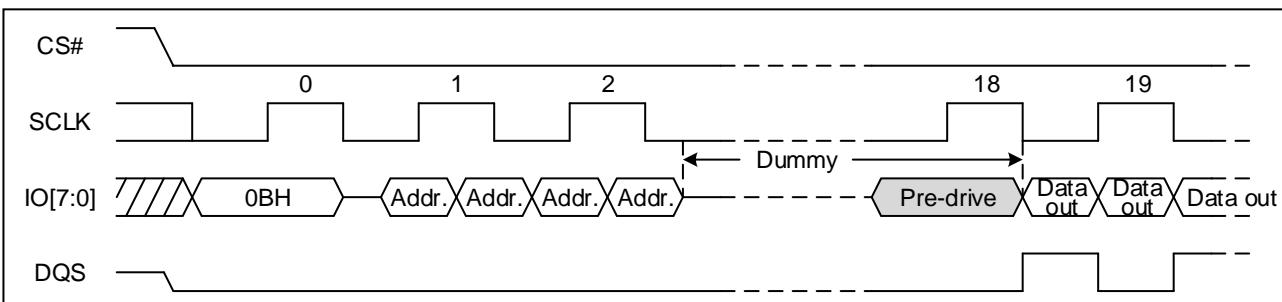 CS#
0 1 2 18 19
SCLK
Dummy
IO[7:0] 0BH Addr. Addr. Addr. Addr. Pre-drive Data out Data out Data out
DQS